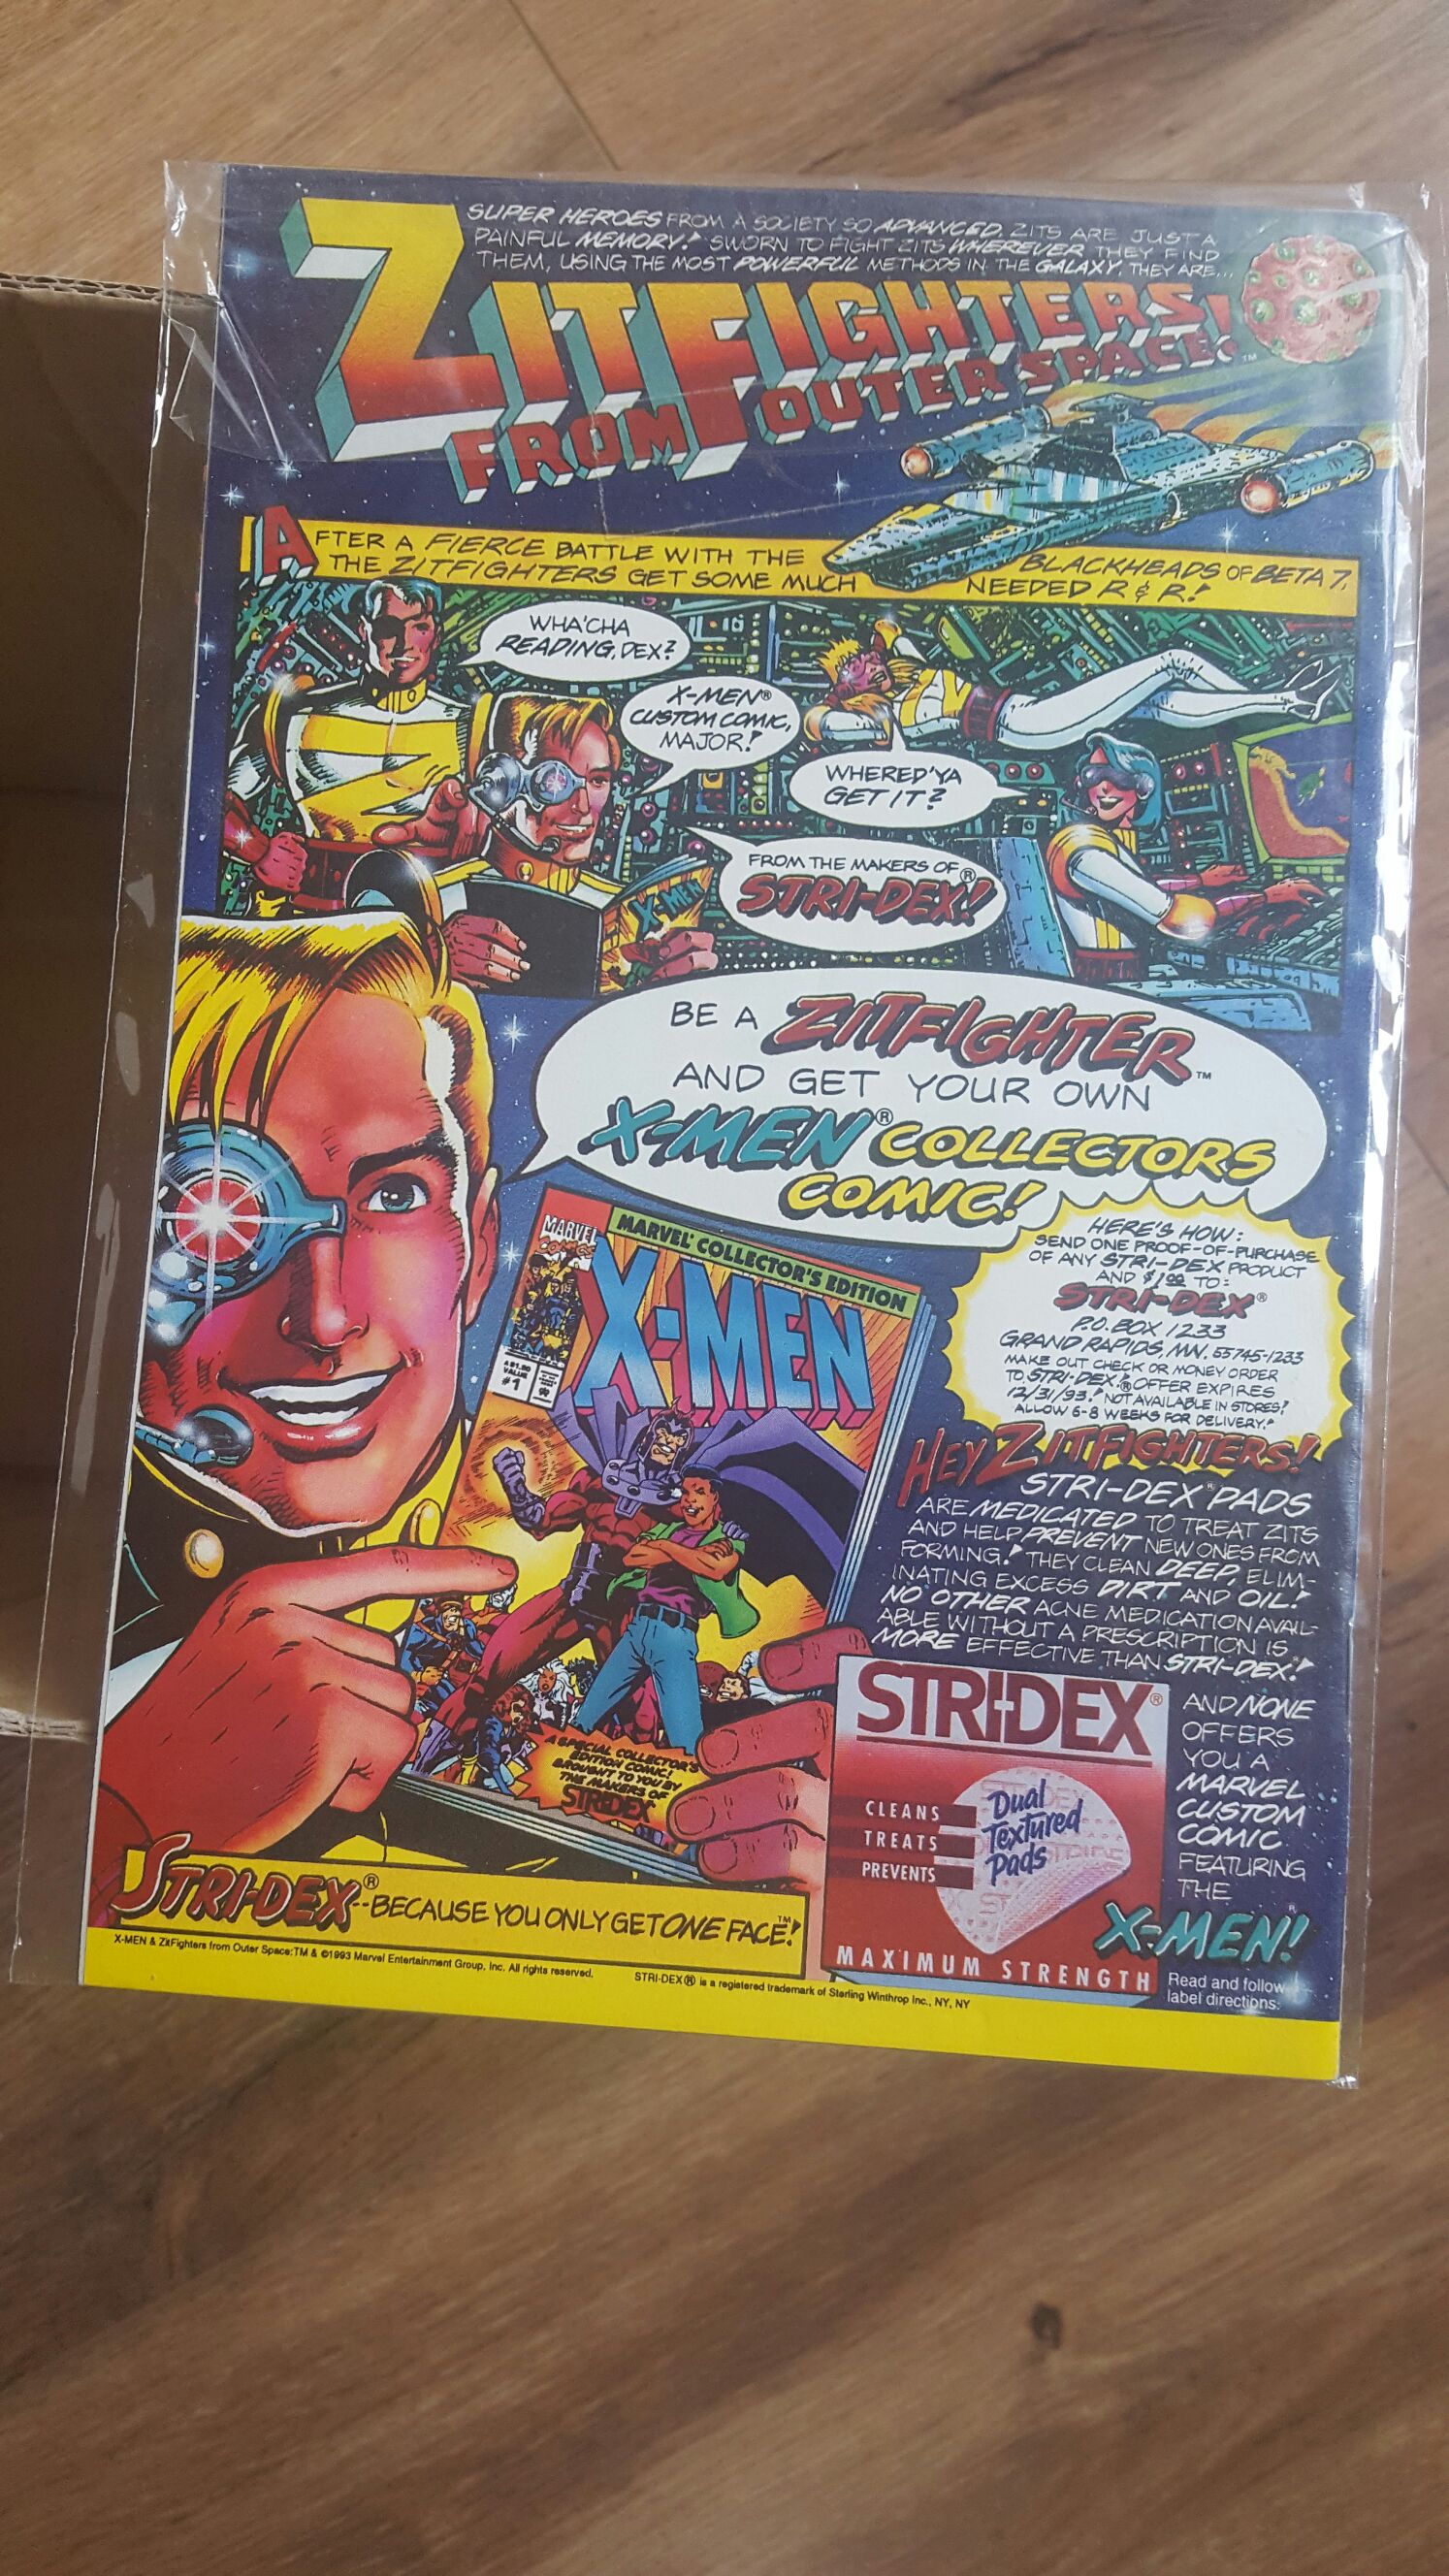 SUPER HEROES FROM A SOCIETY SO ADVANCED, ZITS ARE JUST A
PAINFUL MEMORY! SWORN TO FIGHT ZITS WHEREVER THEY FIND
THEM, USING THE MOST POWERFUL METHODS IN THE GALAXY, THEY ARE...
ZITFIGHTERS!
FROM OUTER SPACE!™
AFTER A FIERCE BATTLE WITH THE BLACKHEADS OF BETA 7,
THE ZITFIGHTERS GET SOME MUCH NEEDED R & R!
WHA'CHA
READING, DEX?
X-MEN®
CUSTOM COMIC,
MAJOR!
WHERED'YA
GET IT?
X-MEN
FROM THE MAKERS OF
STRI-DEX!®
BE A ZITFIGHTER™
AND GET YOUR OWN
X-MEN® COLLECTORS
COMIC!
MARVEL
COMICS
MARVEL COLLECTOR'S EDITION
X-MEN
A $1.50
VALUE
#1
A SPECIAL COLLECTOR'S
EDITION COMIC!
BROUGHT TO YOU BY
THE MAKERS OF
STRIDEX
HERE'S HOW:
SEND ONE PROOF-OF-PURCHASE
OF ANY STRI-DEX PRODUCT
AND $1.00 TO:
STRI-DEX®
P.O. BOX 1233
GRAND RAPIDS, MN, 55745-1233
MAKE OUT CHECK OR MONEY ORDER
TO STRI-DEX!® OFFER EXPIRES
12/31/93! NOT AVAILABLE IN STORES!
ALLOW 6-8 WEEKS FOR DELIVERY!
HEY ZITFIGHTERS!
STRI-DEX® PADS
ARE MEDICATED TO TREAT ZITS
AND HELP PREVENT NEW ONES FROM
FORMING! THEY CLEAN DEEP, ELIM-
INATING EXCESS DIRT AND OIL!
NO OTHER ACNE MEDICATION AVAIL-
ABLE WITHOUT A PRESCRIPTION IS
MORE EFFECTIVE THAN STRI-DEX!
AND NONE
OFFERS
YOU A
MARVEL
CUSTOM
COMIC
FEATURING
THE
X-MEN!
Read and follow
label directions.
STRI-DEX®
CLEANS
TREATS
PREVENTS
Dual
Textured
Pads
MAXIMUM STRENGTH
STRI-DEX®--BECAUSE YOU ONLY GET ONE FACE™!
X-MEN & ZitFighters from Outer Space:TM & ©1993 Marvel Entertainment Group, Inc. All rights reserved.
STRI-DEX® is a registered trademark of Sterling Winthrop Inc., NY, NY